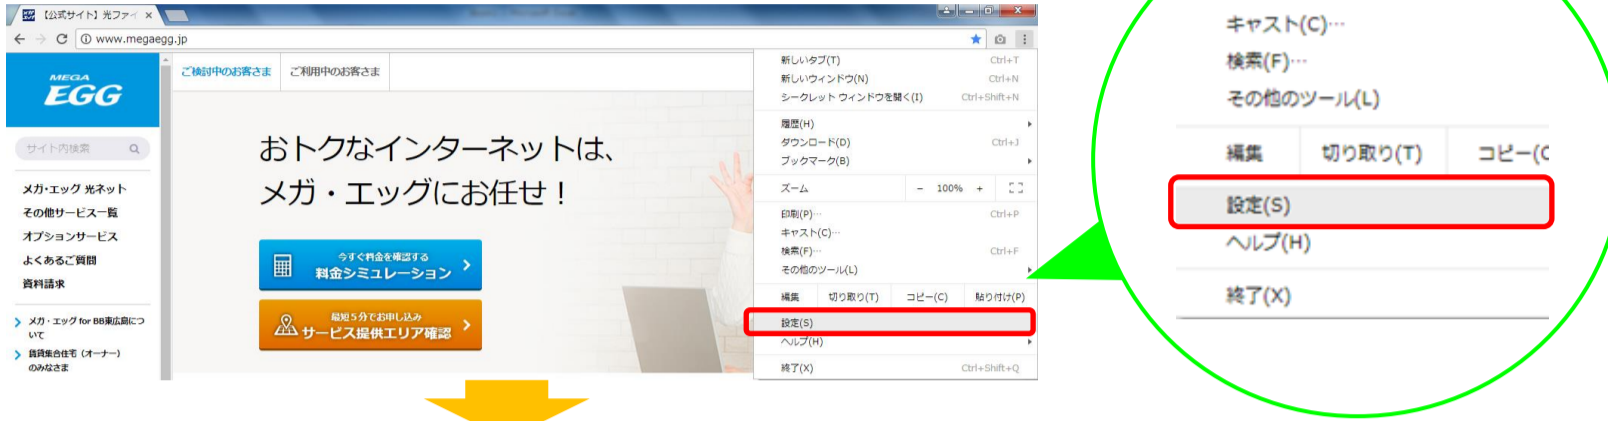 【公式サイト】光ファイ
www.megaegg.jp
MEGA
EGG
サイト内検索
メガ・エッグ 光ネット
その他サービス一覧
オプションサービス
よくあるご質問
資料請求
メガ・エッグ for BB東広島につ
いて
賃貸集合住宅（オーナー）
のみなさま
ご検討中のお客さま
ご利用中のお客さま
おトクなインターネットは、
メガ・エッグにお任せ！
今すぐ料金を確認する
料金シミュレーション
最短5分でお申し込み
サービス提供エリア確認
新しいタブ(T) Ctrl+T
新しいウィンドウ(N) Ctrl+N
シークレット ウィンドウを開く(I) Ctrl+Shift+N
履歴(H)
ダウンロード(D) Ctrl+J
ブックマーク(B)
ズーム - 100% +
印刷(P)… Ctrl+P
キャスト(C)…
検索(F)… Ctrl+F
その他のツール(L)
編集 切り取り(T) コピー(C) 貼り付け(P)
設定(S)
ヘルプ(H)
終了(X) Ctrl+Shift+Q
キャスト(C)…
検索(F)…
その他のツール(L)
編集 切り取り(T) コピー(C
設定(S)
ヘルプ(H)
終了(X)